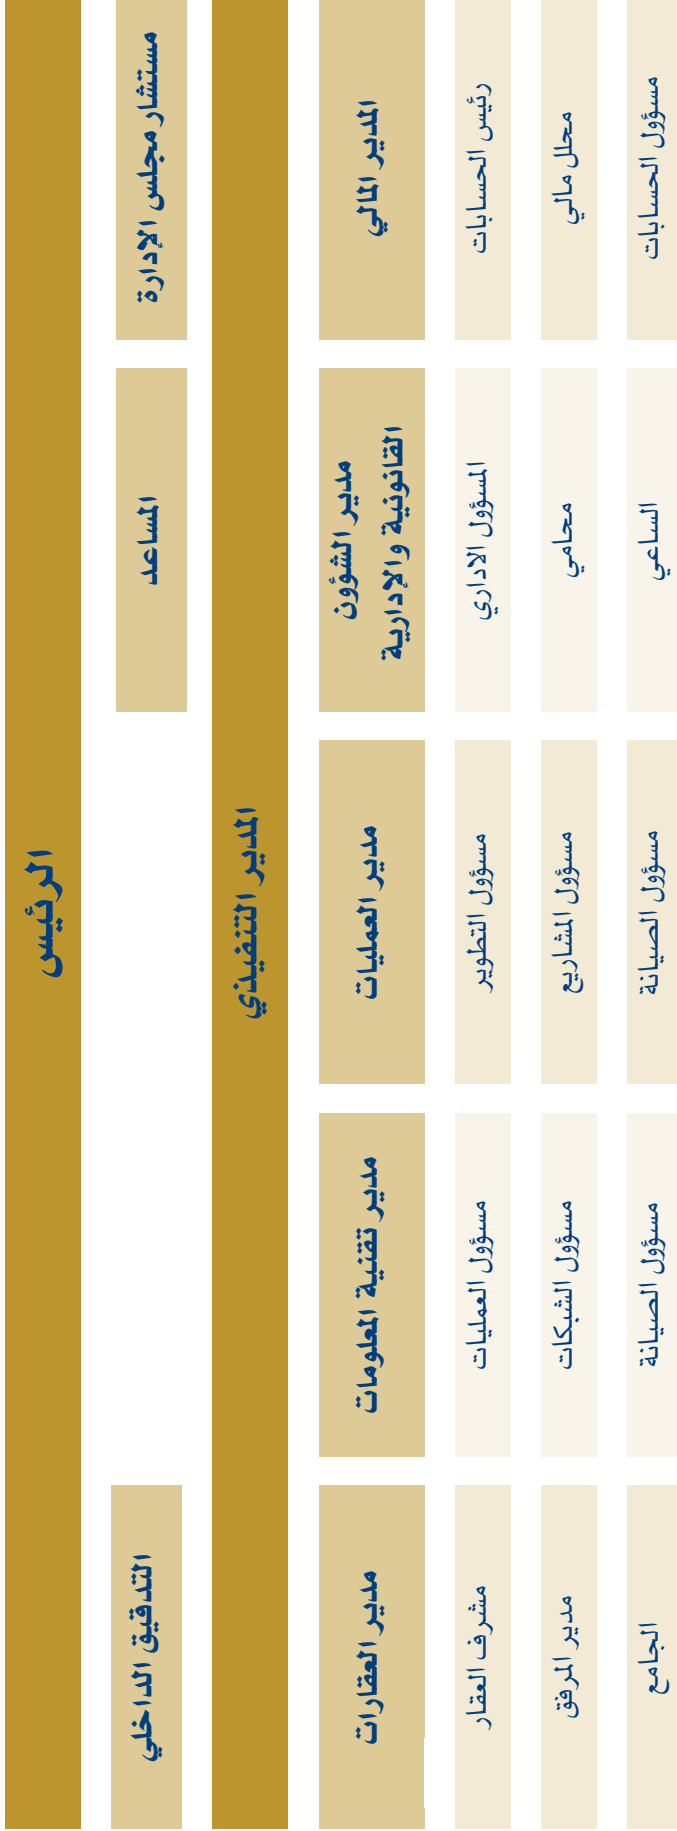 الرئيس
مستشار مجلس الإدارة
المساعد
التدقيق الداخلي
المدير التنفيذي
المدير المالي
مدير الشؤون
القانونية والإدارية
مدير العمليات
مدير تقنية المعلومات
مدير العقارات
رئيس الحسابات
المسؤول الاداري
مسؤول التطوير
مسؤول العمليات
مشرف العقار
محلل مالي
محامي
مسؤول المشاريع
مسؤول الشبكات
مدير المرفق
مسؤول الحسابات
الساعي
مسؤول الصيانة
مسؤول الصيانة
الجامع